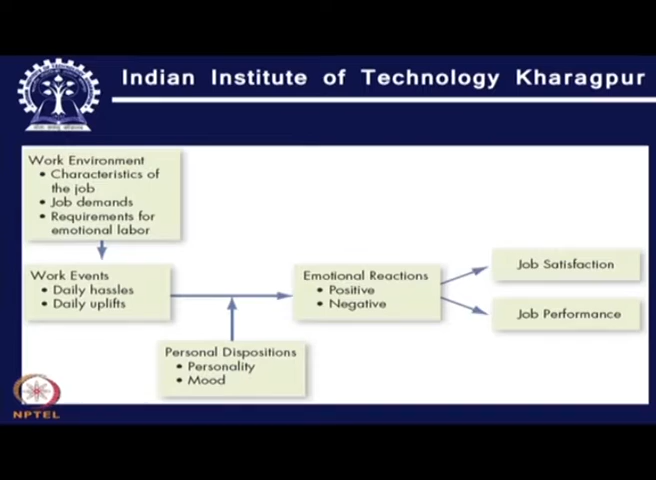 Indian Institute of Technology Kharagpur
Work Environment
• Characteristics of
the job
• Job demands
• Requirements for
emotional labor
Work Events
• Daily hassles
• Daily uplifts
Personal Dispositions
• Personality
• Mood
Emotional Reactions
• Positive
• Negative
Job Satisfaction
Job Performance
NPTEL